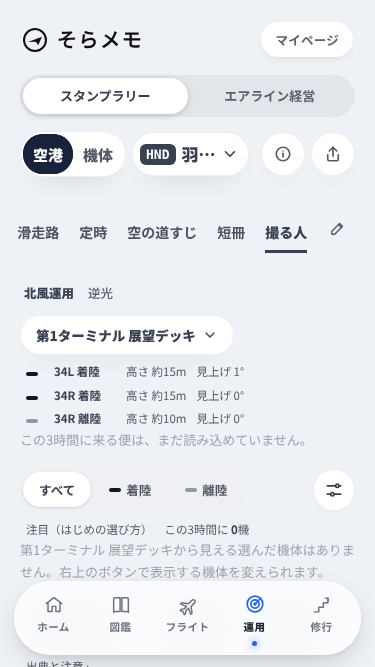 そらメモ
マイページ
スタンプラリー エアライン経営
空港 機体 HND 羽…
滑走路 定時 空の道すじ 短冊 撮る人
北風運用 逆光
第1ターミナル 展望デッキ
34L 着陸 高さ 約15m 見上げ 1°
34R 着陸 高さ 約15m 見上げ 0°
34R 離陸 高さ 約10m 見上げ 0°
この3時間に来る便は、まだ読み込めていません。
すべて 着陸 離陸
注目（はじめの選び方） この3時間に 0機
第1ターミナル 展望デッキから見える選んだ機体はありま
せん。右上のボタンで表示する機体を変えられます。
ホーム 図鑑 フライト 運用 修行